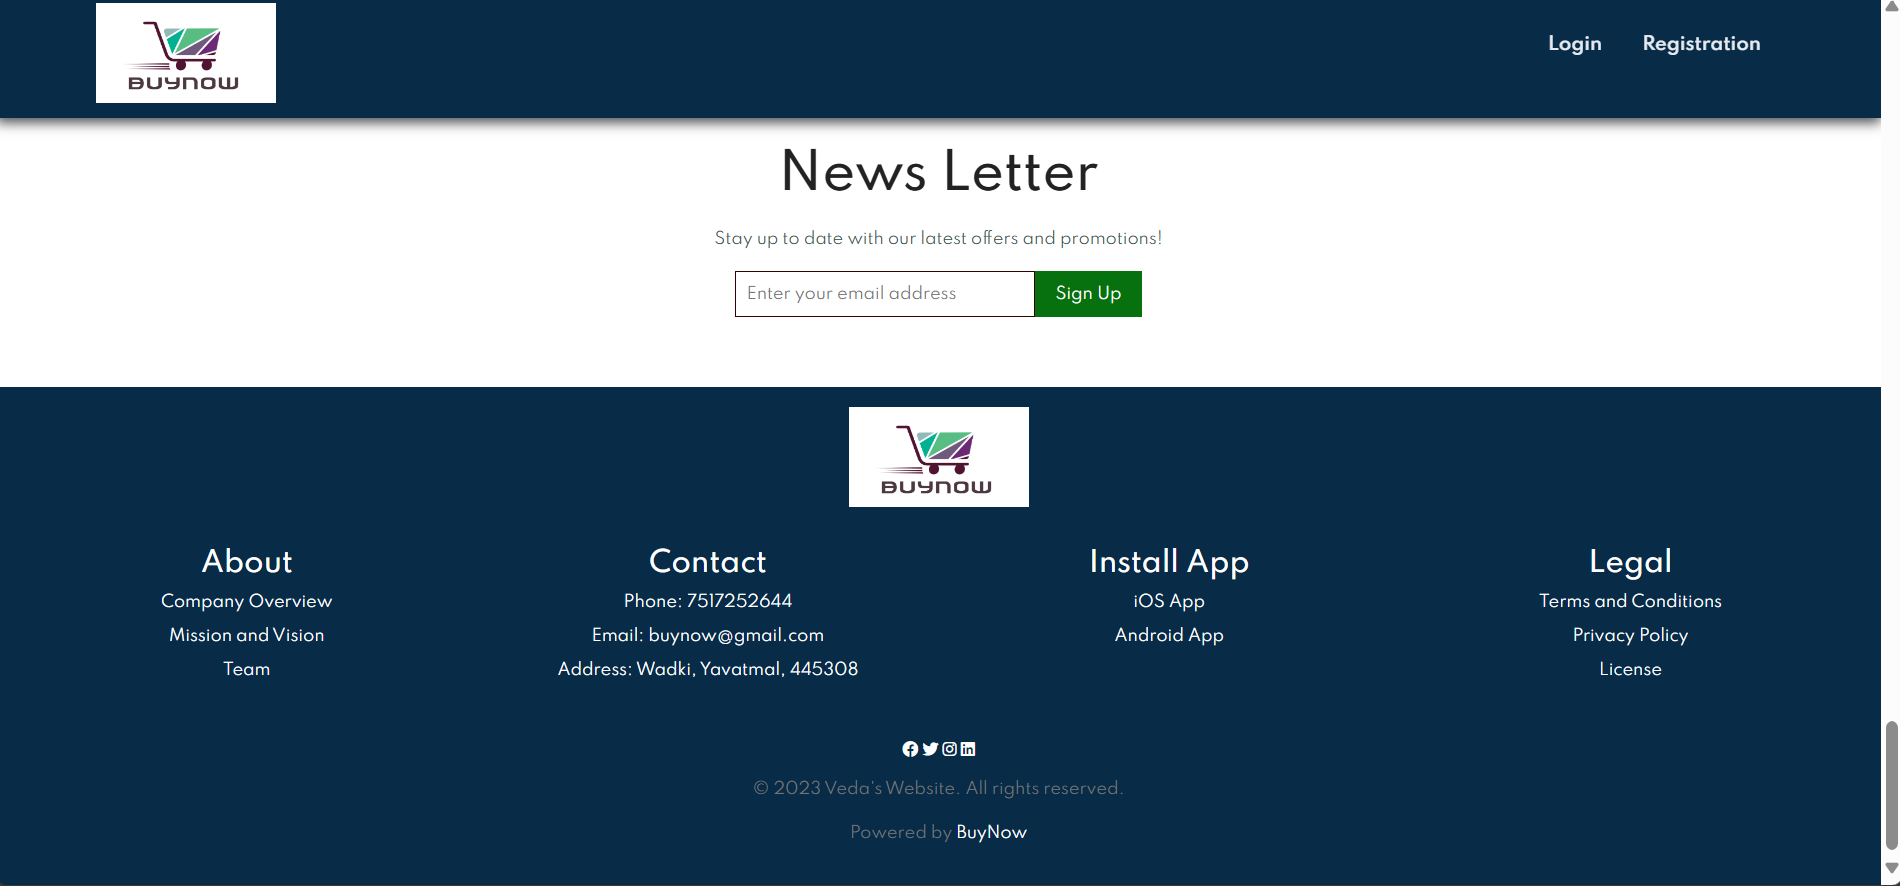 BUYNOW
Login
Registration
News Letter
Stay up to date with our latest offers and promotions!
Enter your email address
Sign Up
BUYNOW
About
Company Overview
Mission and Vision
Team
Contact
Phone: 7517252644
Email: buynow@gmail.com
Address: Wadki, Yavatmal, 445308
Install App
iOS App
Android App
Legal
Terms and Conditions
Privacy Policy
License
© 2023 Veda's Website. All rights reserved.
Powered by BuyNow